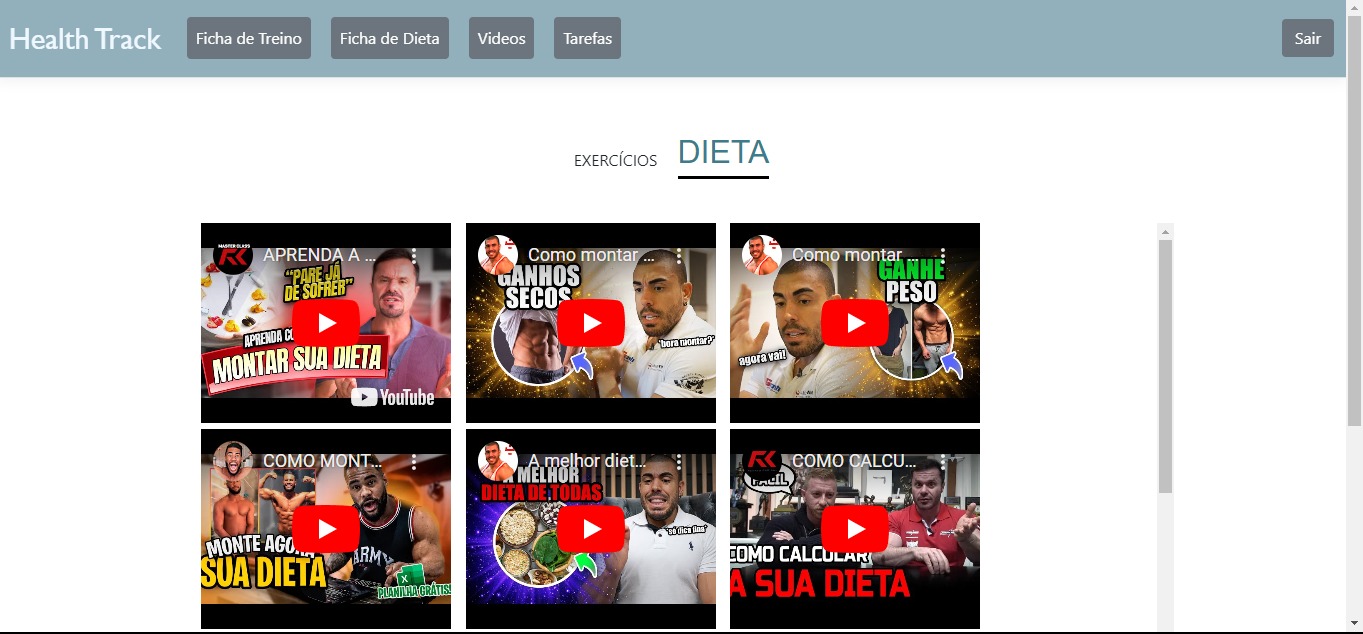 Health Track
Ficha de Treino
Ficha de Dieta
Videos
Tarefas
Sair
EXERCÍCIOS
DIETA
MASTER CLASS
RK
APRENDA A ...
"PARE JÁ
DE SOFRER"
APRENDA CO
MONTAR SUA DIETA
YouTube
Como montar ...
GANHOS
SECOS
'bora montar?'
Como montar ...
GANHE
PESO
agora vai!
COMO MONT...
MONTE AGORA
SUA DIETA
ARMY
X
PLANILHA GRÁTIS!
A melhor diet...
A MELHOR
DIETA DE TODAS
'só dica fina'
RK
COMO CALCU...
FÁCIL
COMO CALCULAR
A SUA DIETA